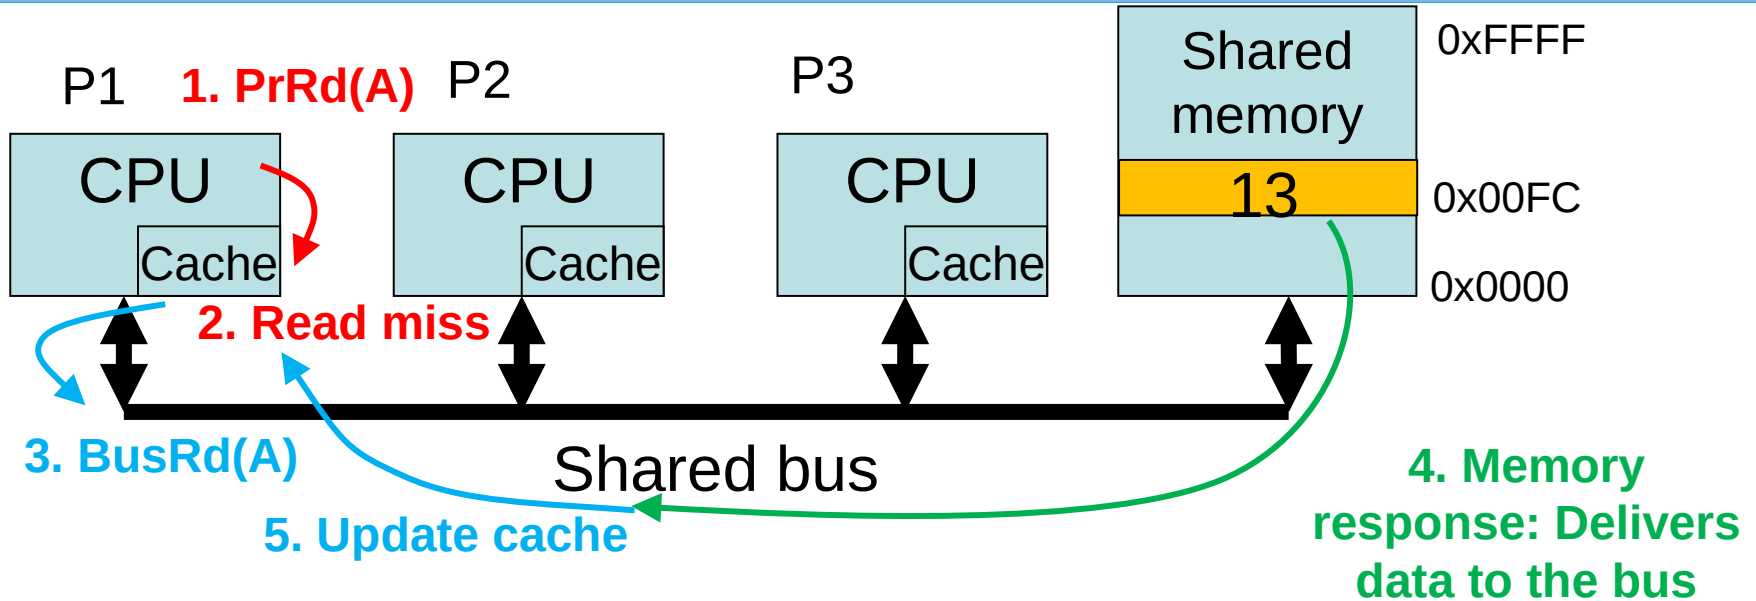 P1
1. PrRd(A)
P2
P3
Shared
memory
0xFFFF
CPU
CPU
CPU
13
0x00FC
Cache
Cache
Cache
0x0000
2. Read miss
3. BusRd(A)
Shared bus
4. Memory
response: Delivers
data to the bus
5. Update cache